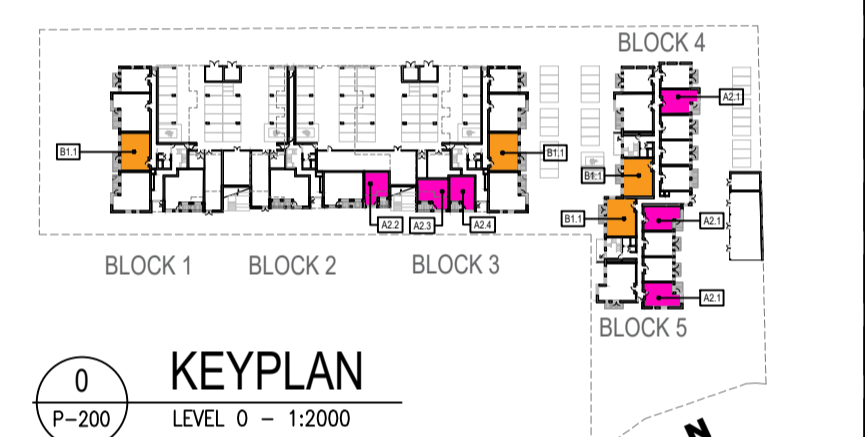 BLOCK 4
A2.1
B1.1
B1.1
B1.1
B1.1
A2.1
A2.2
A2.3
A2.4
BLOCK 1
BLOCK 2
BLOCK 3
A2.1
BLOCK 5
0
P-200
KEYPLAN
LEVEL 0 - 1:2000
N